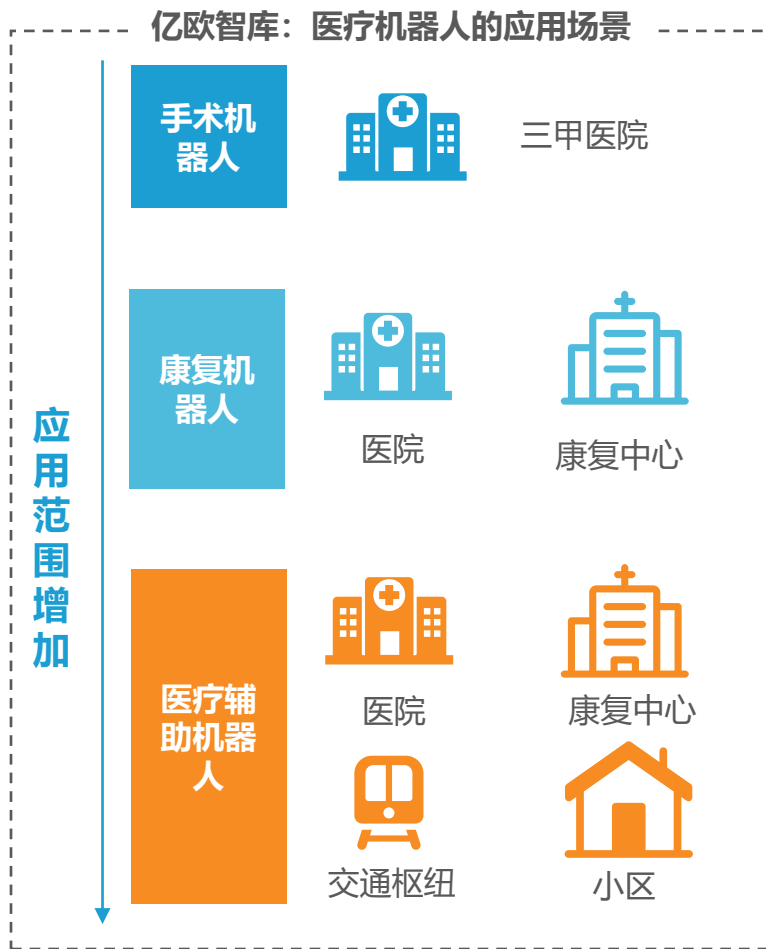 亿欧智库：医疗机器人的应用场景
手术机
器人
三甲医院
康复机
器人
医院
康复中心
应用范围增加
医疗辅
助机器
人
医院
康复中心
交通枢纽
小区